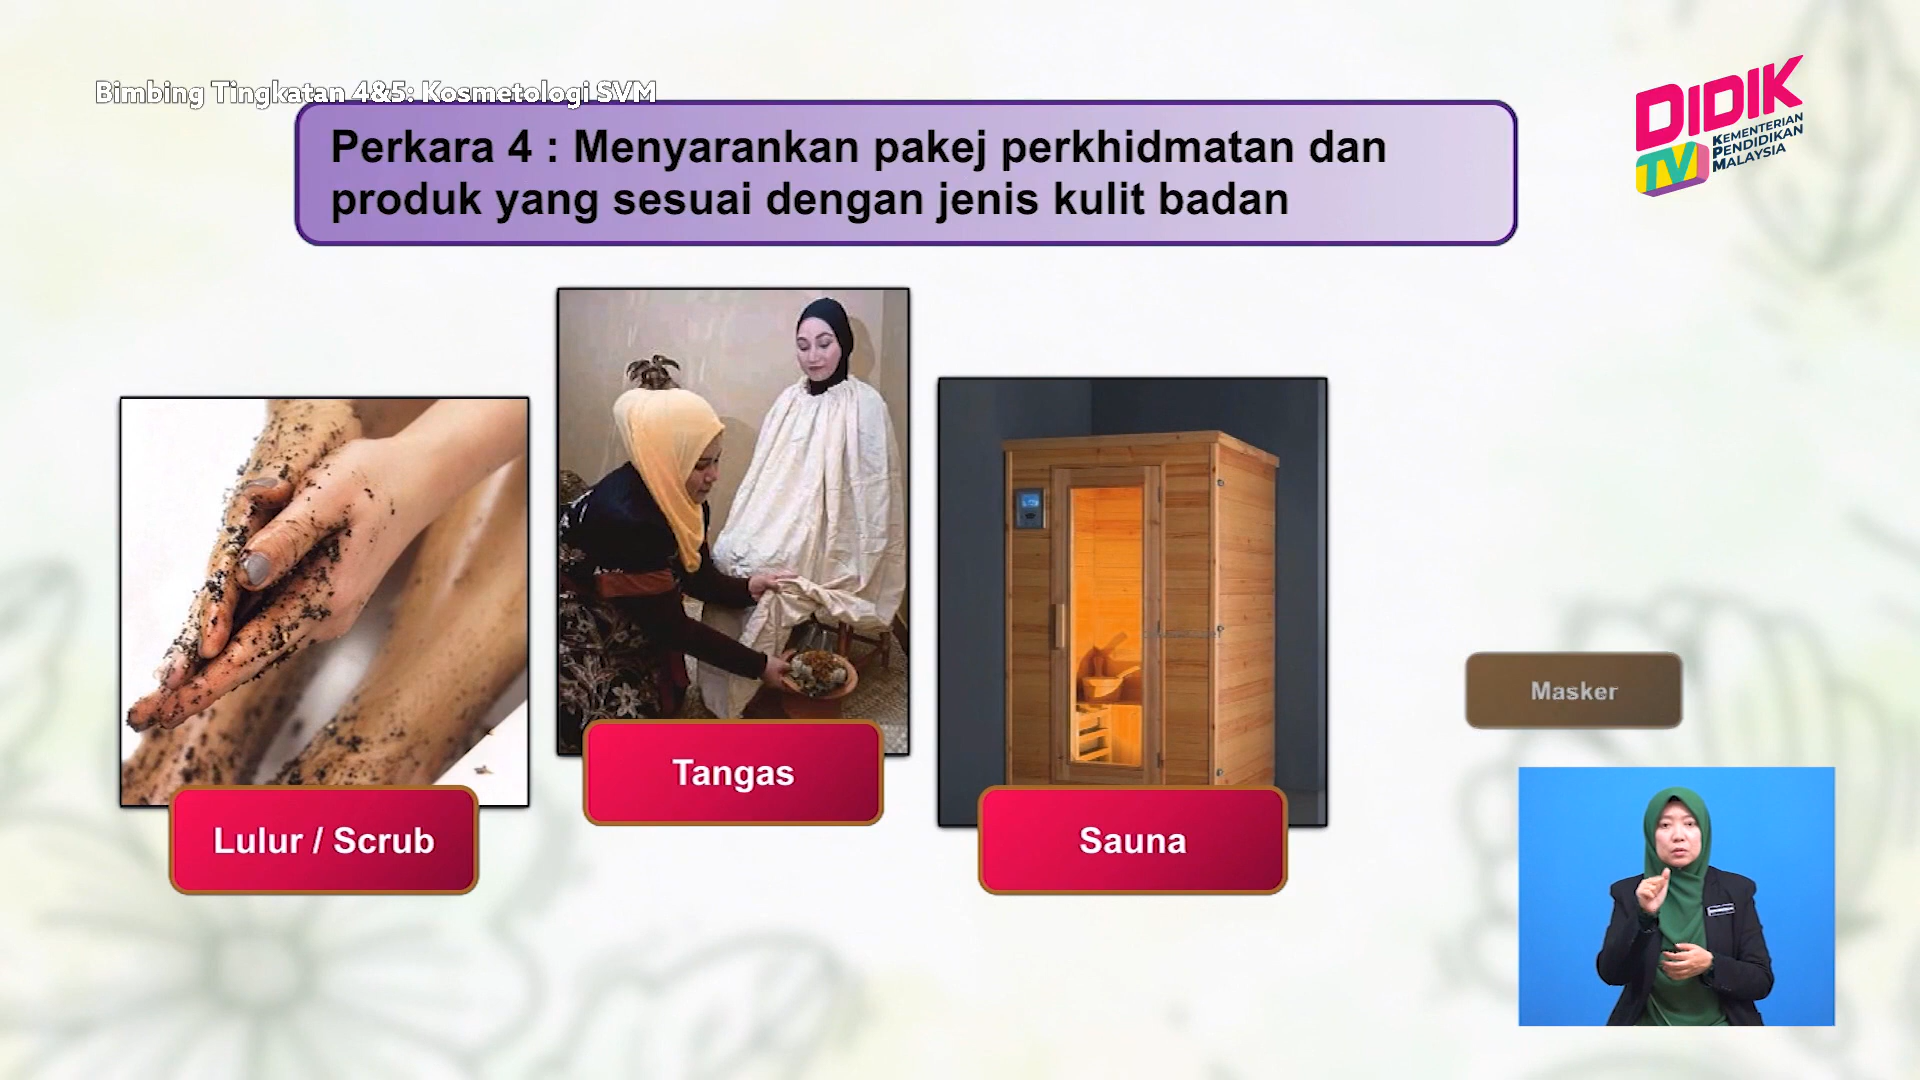 Bimbing Tingkatan 4&5: Kosmetologi SVM
DIDIK
TV
KEMENTERIAN
PENDIDIKAN
MALAYSIA
Perkara 4 : Menyarankan pakej perkhidmatan dan
produk yang sesuai dengan jenis kulit badan
Lulur / Scrub
Tangas
Sauna
Masker